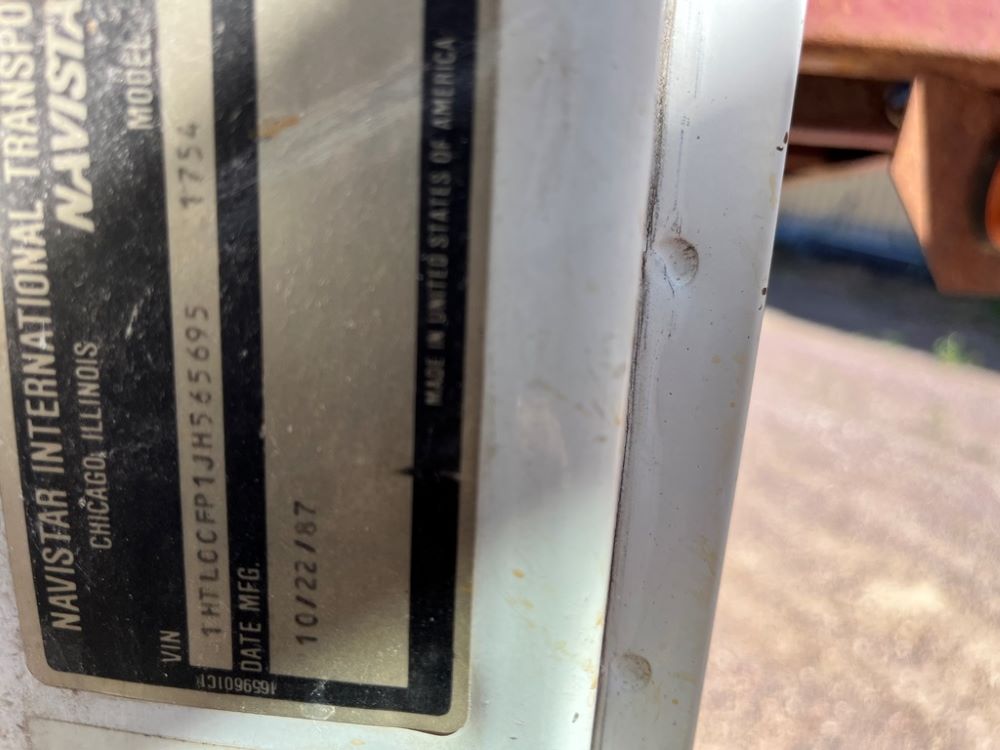 NAVISTAR INTERNATIONAL TRANSPO
CHICAGO, ILLINOIS
NAVISTA
VIN
MODEL
1HTLCCFP1JH565695 1754
DATE MFG.
10/22/87
MADE IN UNITED STATES OF AMERICA